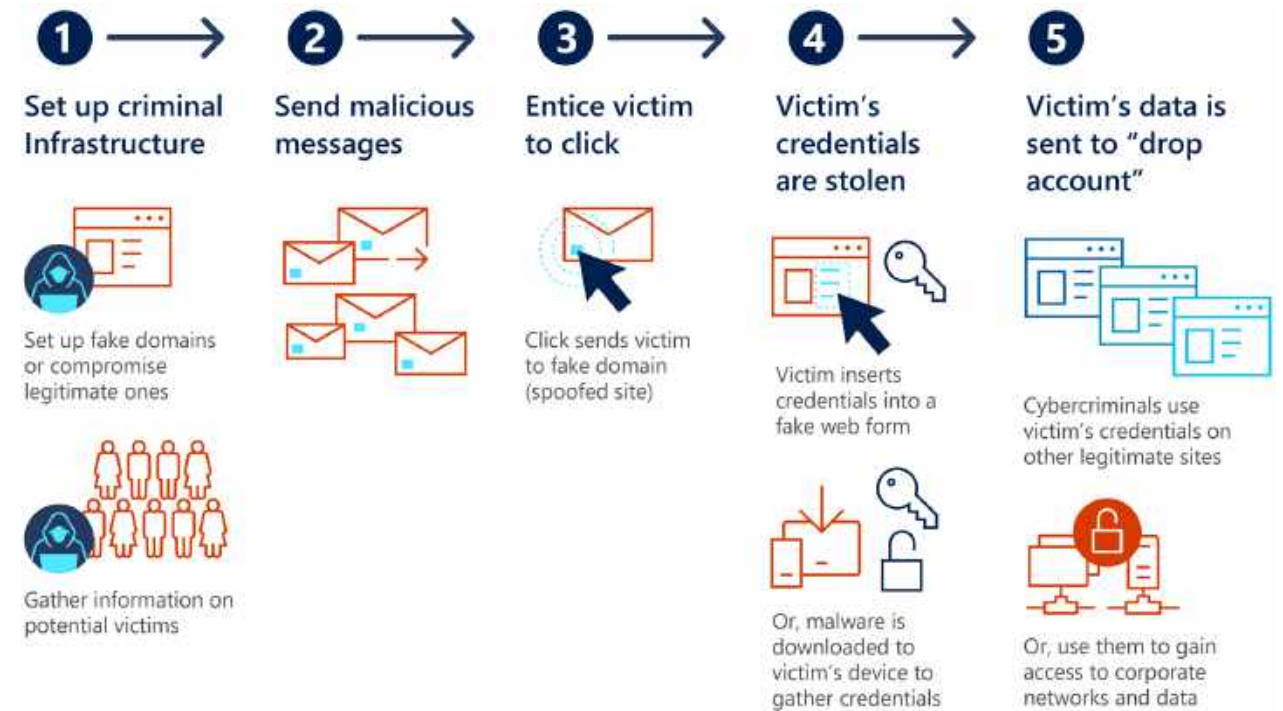 1
Set up criminal
Infrastructure
Set up fake domains
or compromise
legitimate ones
Gather information on
potential victims
2
Send malicious
messages
3
Entice victim
to click
Click sends victim
to fake domain
(spoofed site)
4
Victim's
credentials
are stolen
Victim inserts
credentials into a
fake web form
Or, malware is
downloaded to
victim's device to
gather credentials
5
Victim's data is
sent to "drop
account"
Cybercriminals use
victim's credentials on
other legitimate sites
Or, use them to gain
access to corporate
networks and data